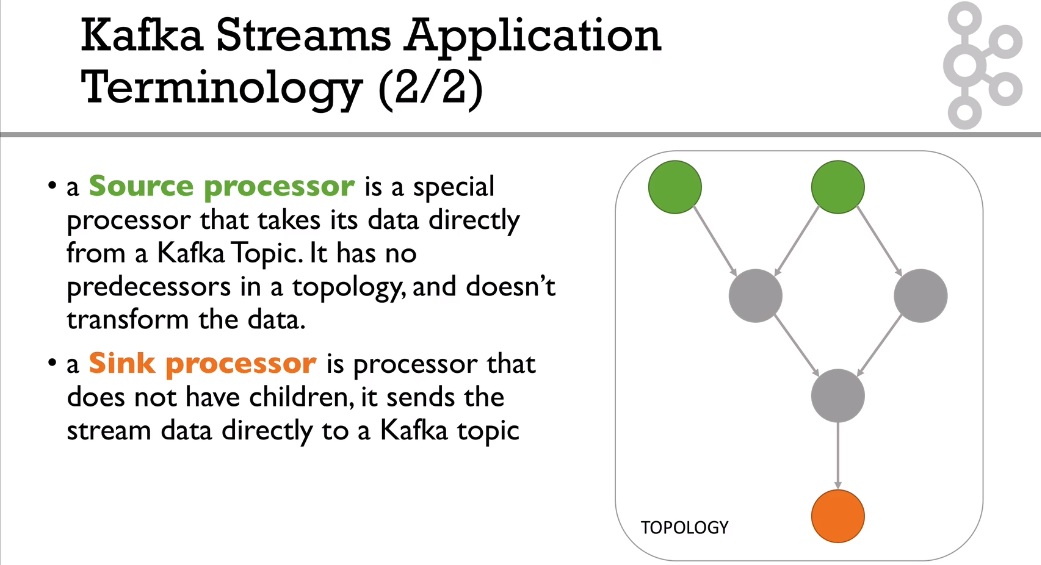 Kafka Streams Application
Terminology (2/2)
• a Source processor is a special
processor that takes its data directly
from a Kafka Topic. It has no
predecessors in a topology, and doesn't
transform the data.
• a Sink processor is processor that
does not have children, it sends the
stream data directly to a Kafka topic
TOPOLOGY